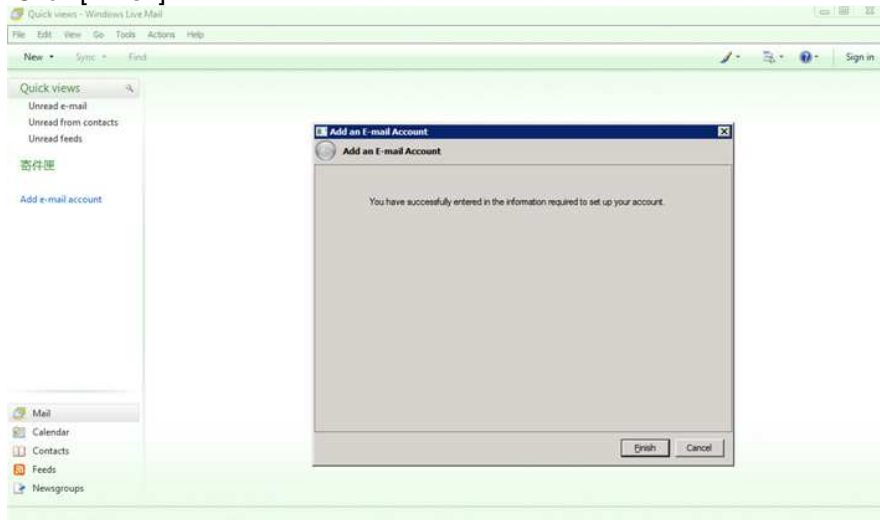 Quick views - Windows Live Mail
File Edit View Go Tools Actions Help
New Sync Find Sign in
Quick views
Unread e-mail
Unread from contacts
Unread feeds
寄件匣
Add e-mail account
Add an E-mail Account
Add an E-mail Account
You have successfully entered in the information required to set up your account.
Finish Cancel
Mail
Calendar
Contacts
Feeds
Newsgroups